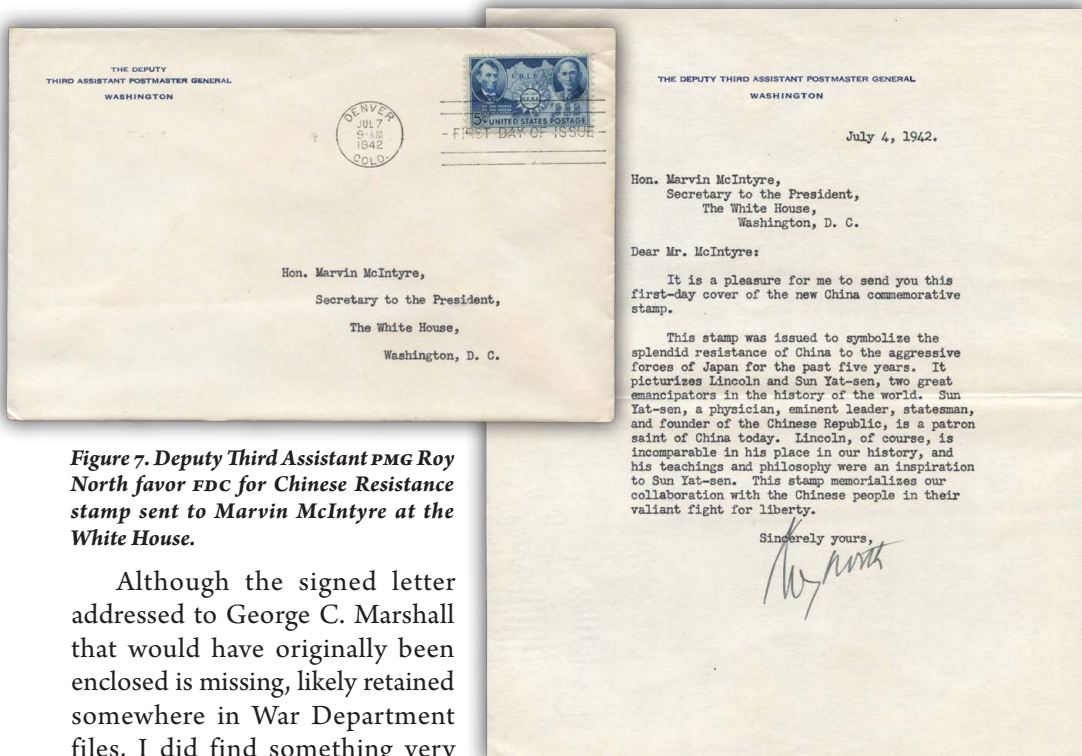 THE DEPUTY
THIRD ASSISTANT POSTMASTER GENERAL
WASHINGTON
DENVER
JUL 7
9-AM
1942
COLO.
CHINA
5¢ UNITED STATES POSTAGE
FIRST DAY OF ISSUE
Hon. Marvin McIntyre,
Secretary to the President,
The White House,
Washington, D. C.
THE DEPUTY THIRD ASSISTANT POSTMASTER GENERAL
WASHINGTON
July 4, 1942.
Hon. Marvin McIntyre,
Secretary to the President,
The White House,
Washington, D. C.
Dear Mr. McIntyre:
It is a pleasure for me to send you this
first-day cover of the new China commemorative
stamp.
This stamp was issued to symbolize the
splendid resistance of China to the aggressive
forces of Japan for the past five years. It
picturizes Lincoln and Sun Yat-sen, two great
emancipators in the history of the world. Sun
Yat-sen, a physician, eminent leader, statesman,
and founder of the Chinese Republic, is a patron
saint of China today. Lincoln, of course, is
incomparable in his place in our history, and
his teachings and philosophy were an inspiration
to Sun Yat-sen. This stamp memorializes our
collaboration with the Chinese people in their
valiant fight for liberty.
Sincerely yours,
Roy North
Figure 7. Deputy Third Assistant PMG Roy
North favor FDC for Chinese Resistance
stamp sent to Marvin McIntyre at the
White House.
Although the signed letter
addressed to George C. Marshall
that would have originally been
enclosed is missing, likely retained
somewhere in War Department
files, I did find something very